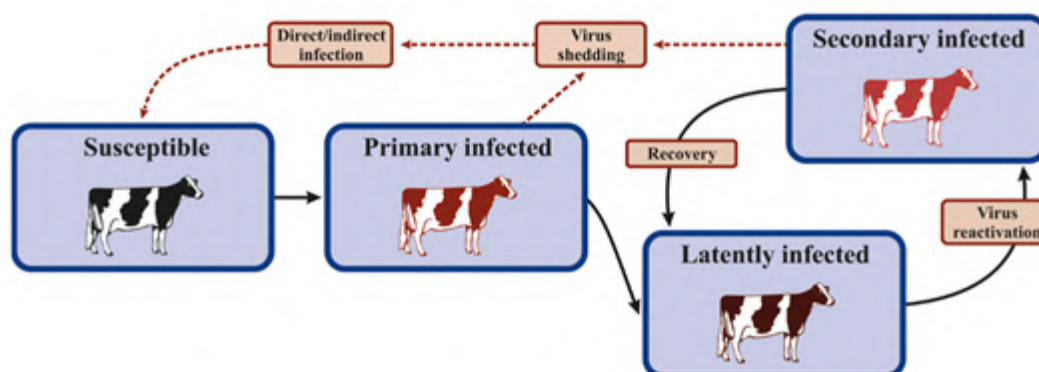 Direct/indirect
infection
Virus
shedding
Secondary infected
Susceptible
Primary infected
Recovery
Virus
reactivation
Latently infected